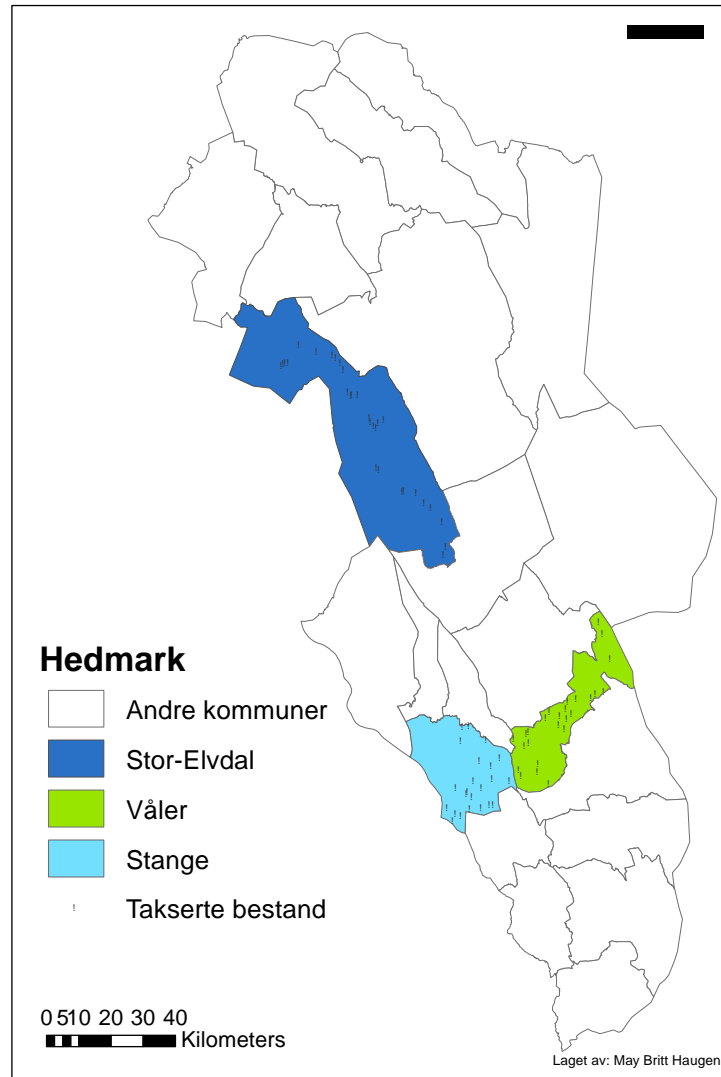 Hedmark
Andre kommuner
Stor-Elvdal
Våler
Stange
Takserte bestand
0 5 10 20 30 40
Kilometers
Laget av: May Britt Haugen